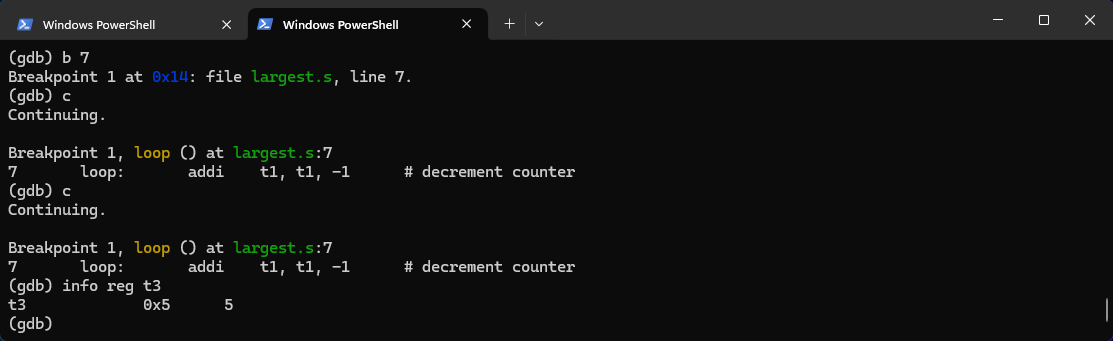 Windows PowerShell
Windows PowerShell
(gdb) b 7
Breakpoint 1 at 0x14: file largest.s, line 7.
(gdb) c
Continuing.

Breakpoint 1, loop () at largest.s:7
7       loop:       addi    t1, t1, -1      # decrement counter
(gdb) c
Continuing.

Breakpoint 1, loop () at largest.s:7
7       loop:       addi    t1, t1, -1      # decrement counter
(gdb) info reg t3
t3             0x5      5
(gdb)